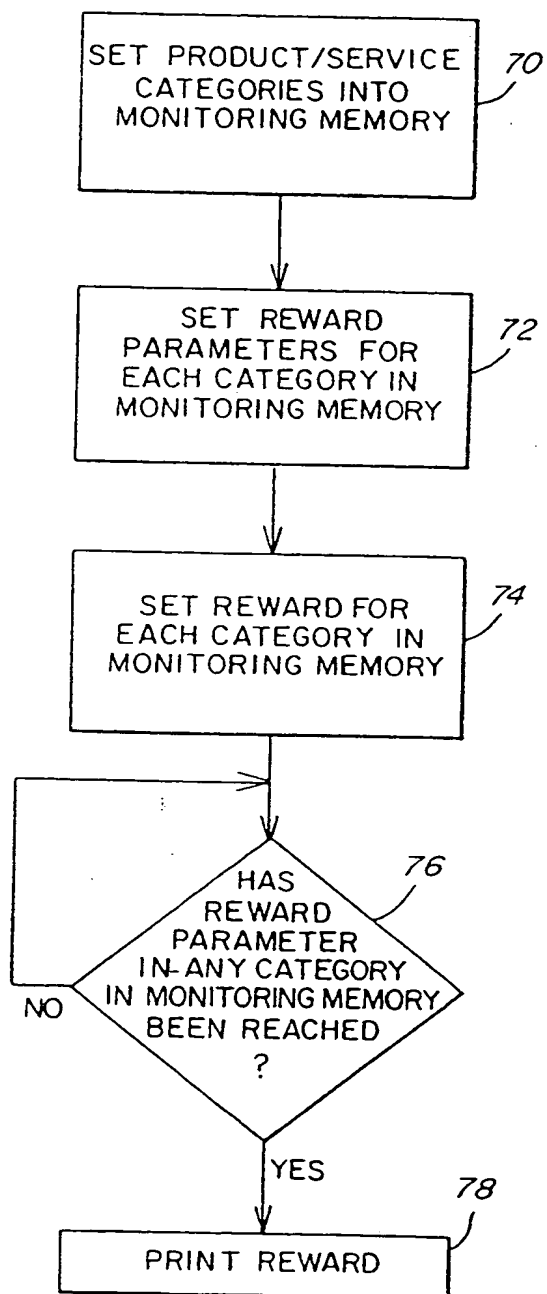 SET PRODUCT/SERVICE
CATEGORIES INTO
MONITORING MEMORY
70
SET REWARD
PARAMETERS FOR
EACH CATEGORY IN
MONITORING MEMORY
72
SET REWARD FOR
EACH CATEGORY IN
MONITORING MEMORY
74
HAS
REWARD
PARAMETER
IN ANY CATEGORY
IN MONITORING MEMORY
BEEN REACHED
?
76
NO
YES
PRINT REWARD
78